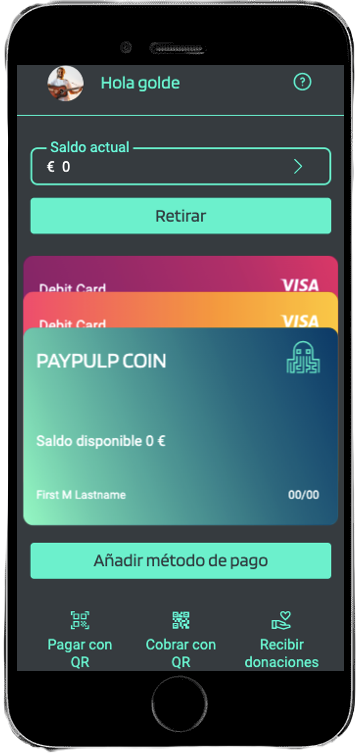 Hola golde
Saldo actual
€ 0
Retirar
Debit Card VISA
Debit Card VISA
PAYPULP COIN
Saldo disponible 0 €
First M Lastname 00/00
Añadir método de pago
Pagar con QR
Cobrar con QR
Recibir donaciones